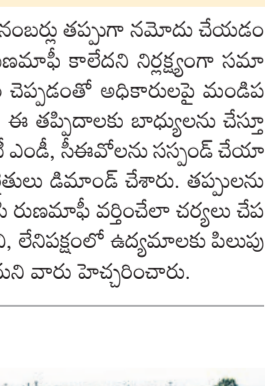 నంబర్లు తప్పుగా నమోదు చేయడం
ణమాఫీ కాలేదని నిర్లక్ష్యంగా సమా
చెప్పడంతో అధికారులపై మండిప
ఈ తప్పిదాలకు బాధ్యులను చేస్తూ
ఎండీ, సీఈవోలను సస్పెండ్ చేయా
తులు డిమాండ్ చేశారు. తప్పులను
రుణమాఫీ వర్తించేలా చర్యలు చేప
, లేనిపక్షంలో ఉద్యమాలకు పిలుపు
ని వారు హెచ్చరించారు.